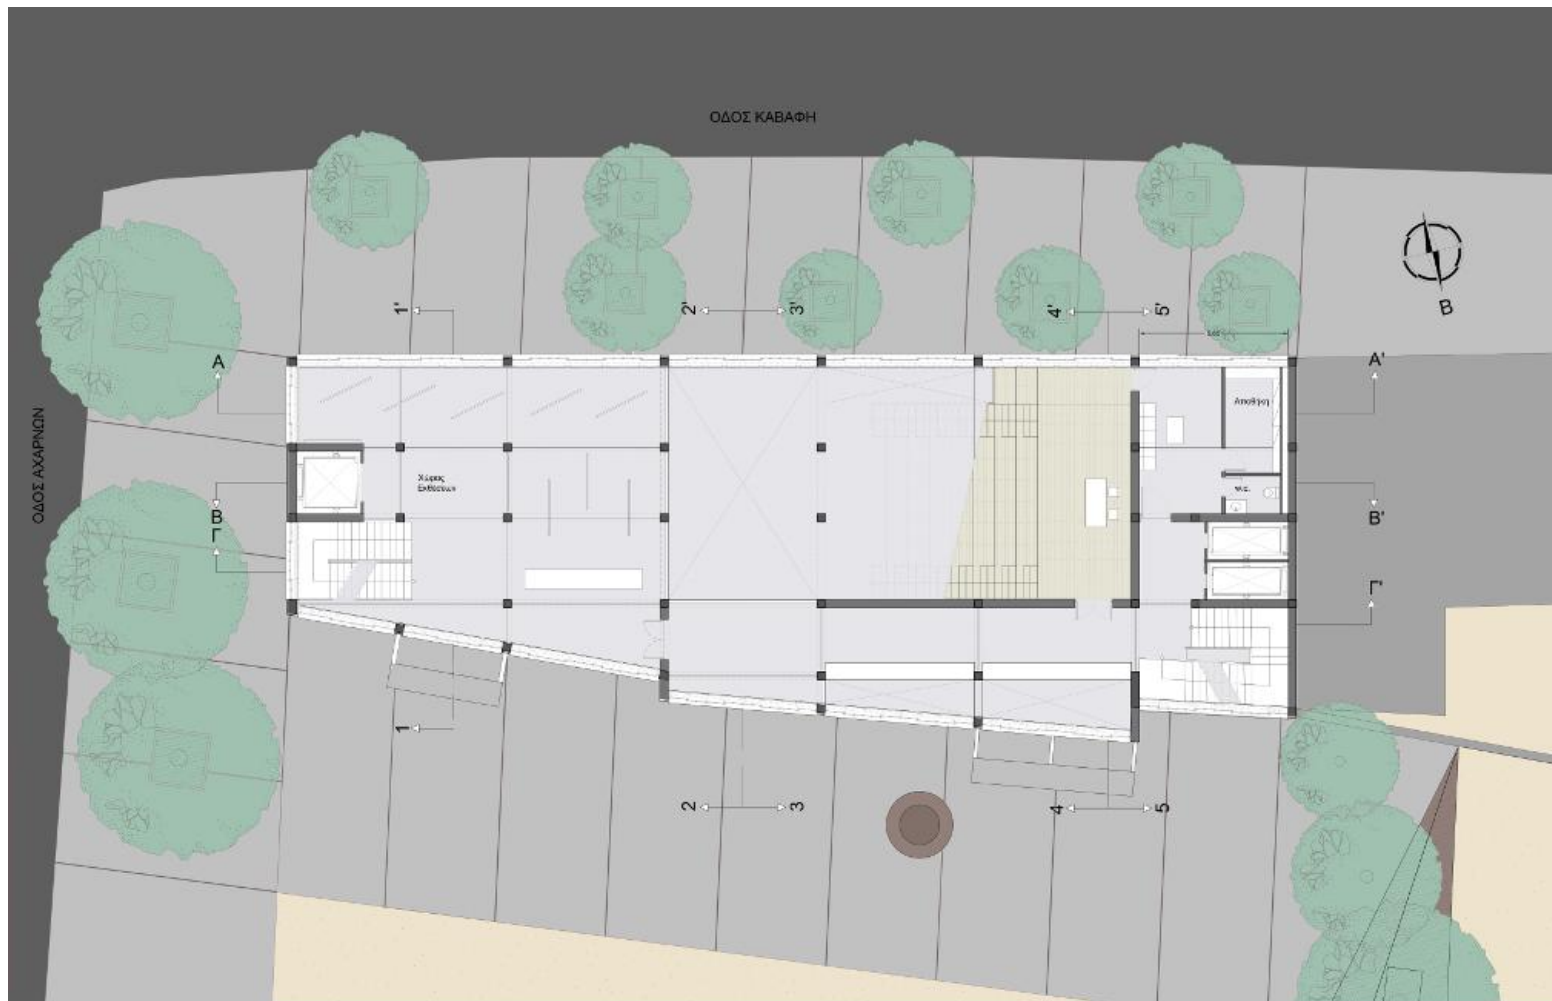 ΟΔΟΣ ΚΑΒΑΦΗ
Β
1'
2'
3'
4'
5'
Α
Α'
Αποθήκη
ΟΔΟΣ ΑΧΑΡΝΩΝ
Χώρος
Εκθέσεων
w.c.
Β
Β'
Γ
Γ'
1
2
3
4
5